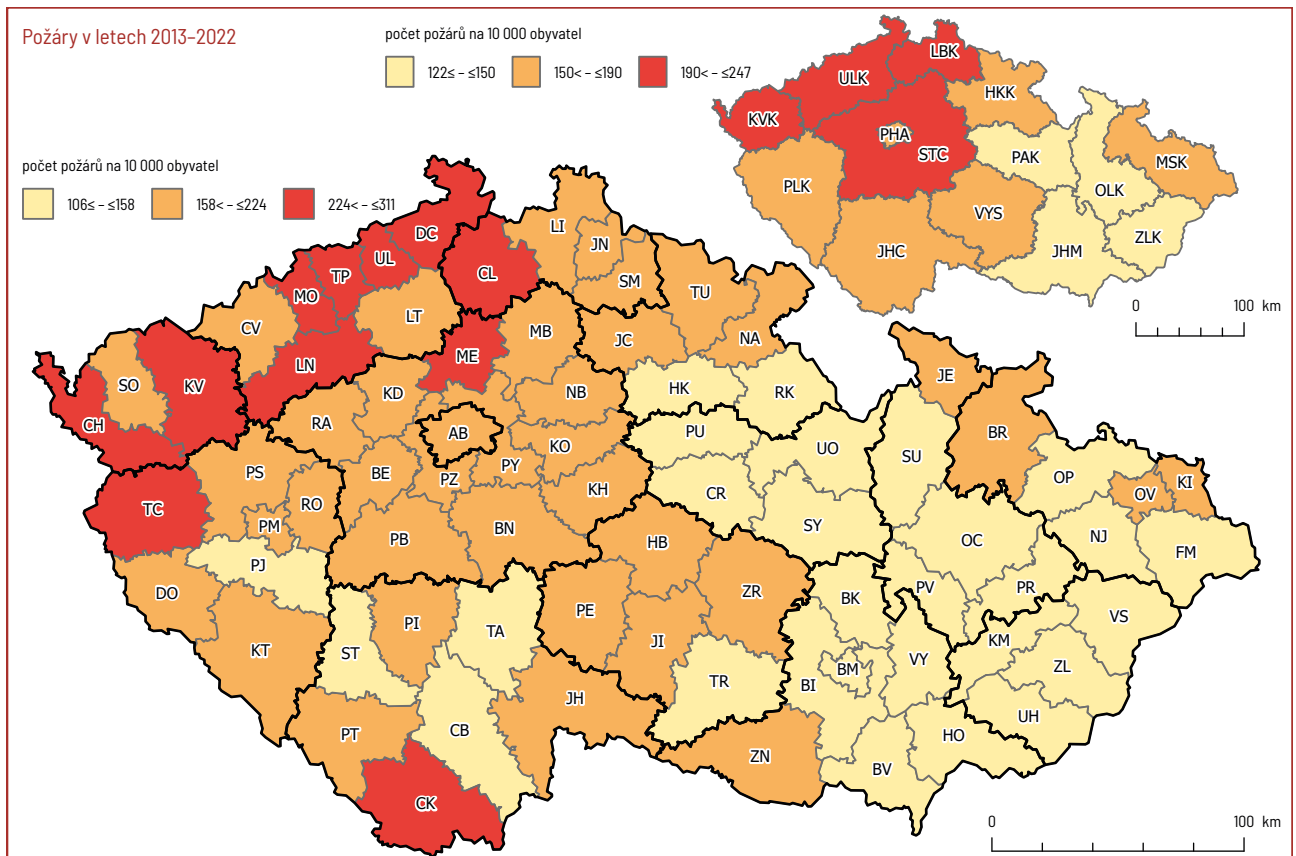 Požáry v letech 2013–2022
počet požárů na 10 000 obyvatel
122≤ – ≤150
150< – ≤190
190< – ≤247
LBK
ULK
HKK
KVK
PHA
STC
PAK
MSK
PLK
OLK
VYS
ZLK
JHM
JHC
0 100 km
počet požárů na 10 000 obyvatel
106≤ – ≤158
158< – ≤224
224< – ≤311
DC
LI
JN
UL
TP
CL
SM
MO
TU
CV
LT
MB
JC
NA
ME
LN
SO
KV
JE
KD
NB
HK
RK
CH
RA
AB
PU
BR
KO
UO
SU
PS
BE
PZ
PY
OP
KI
OV
KH
CR
TC
RO
PM
BN
SY
PB
OC
NJ
HB
FM
PJ
DO
PV
PR
ZR
BK
PE
VS
PI
TA
KT
ST
JI
KM
VY
BM
ZL
TR
BI
JH
UH
PT
CB
HO
ZN
BV
CK
0 100 km